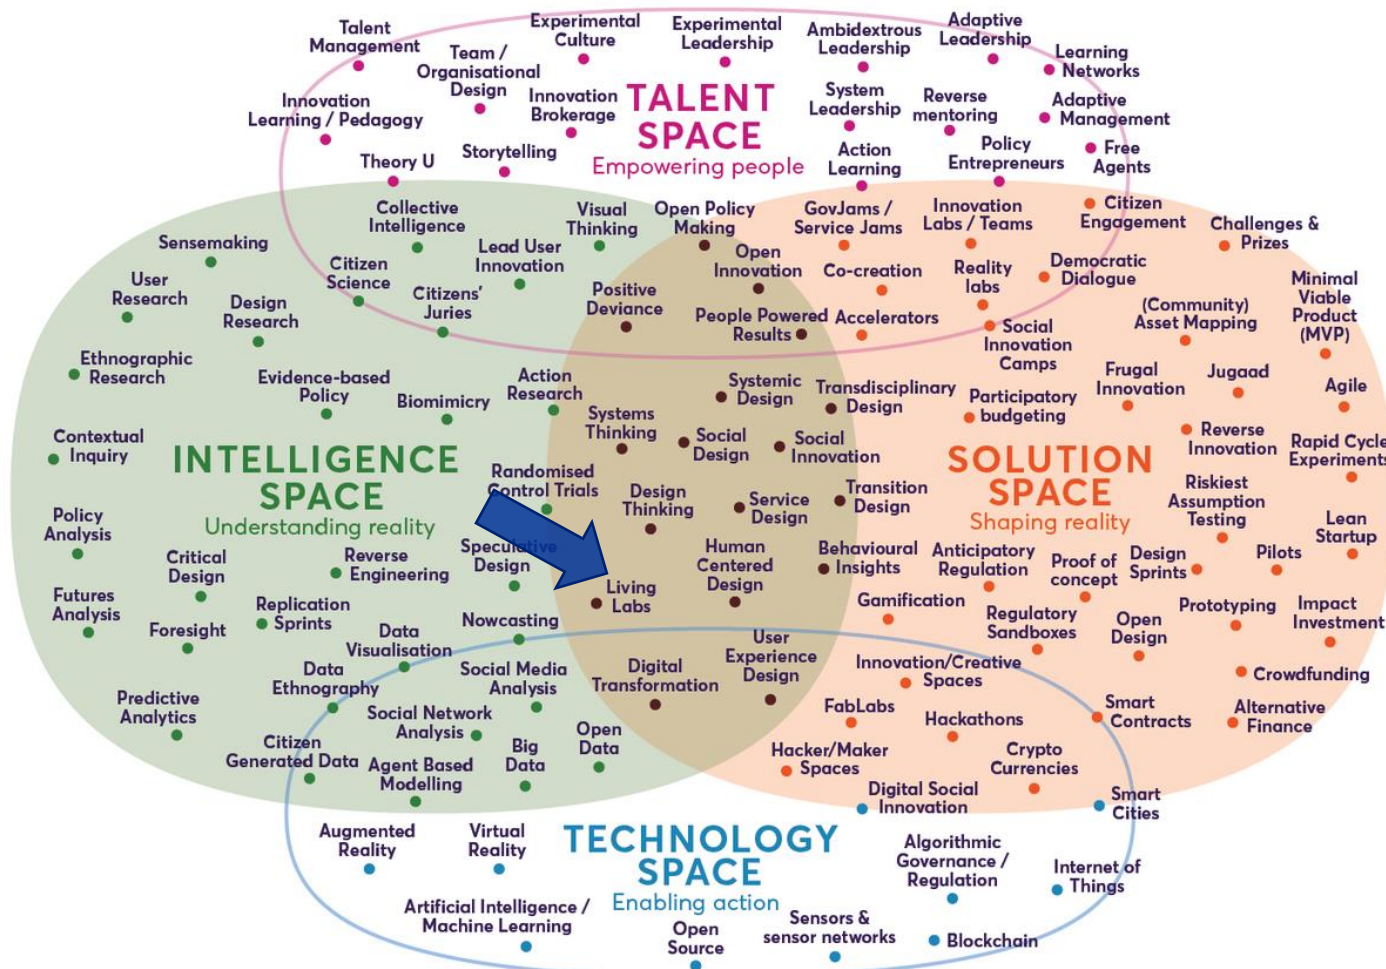 Talent
Management
Team /
Organisational
Design
Experimental
Culture
Experimental
Leadership
Ambidextrous
Leadership
Adaptive
Leadership
Learning
Networks
Innovation
Learning / Pedagogy
Innovation
Brokerage
TALENT
SPACE
Empowering people
System
Leadership
Reverse
mentoring
Adaptive
Management
Theory U
Storytelling
Action
Learning
Policy
Entrepreneurs
Free
Agents
Collective
Intelligence
Visual
Thinking
Open Policy
Making
GovJams /
Service Jams
Innovation
Labs / Teams
Citizen
Engagement
Challenges &
Prizes
Sensemaking
Lead User
Innovation
Open
Innovation
Co-creation
Reality
labs
Democratic
Dialogue
User
Research
Citizen
Science
Design
Research
Citizens'
Juries
Positive
Deviance
People Powered
Results
Accelerators
Social
Innovation
Camps
(Community)
Asset Mapping
Minimal
Viable
Product
(MVP)
Ethnographic
Research
Evidence-based
Policy
Biomimicry
Action
Research
Systemic
Design
Transdisciplinary
Design
Participatory
budgeting
Frugal
Innovation
Jugaad
Agile
Contextual
Inquiry
INTELLIGENCE
SPACE
Understanding reality
Systems
Thinking
Social
Design
Social
Innovation
SOLUTION
SPACE
Shaping reality
Reverse
Innovation
Rapid Cycle
Experiments
Randomised
Control Trials
Design
Thinking
Service
Design
Transition
Design
Riskiest
Assumption
Testing
Lean
Startup
Policy
Analysis
Critical
Design
Reverse
Engineering
Speculative
Design
Human
Centered
Design
Behavioural
Insights
Anticipatory
Regulation
Proof of
concept
Design
Sprints
Pilots
Futures
Analysis
Foresight
Replication
Sprints
Living
Labs
Gamification
Regulatory
Sandboxes
Open
Design
Prototyping
Impact
Investment
Data
Visualisation
Nowcasting
User
Experience
Design
Data
Ethnography
Social Media
Analysis
Digital
Transformation
Innovation/Creative
Spaces
Crowdfunding
Predictive
Analytics
Social Network
Analysis
FabLabs
Hackathons
Smart
Contracts
Alternative
Finance
Citizen
Generated Data
Agent Based
Modelling
Big
Data
Open
Data
Hacker/Maker
Spaces
Crypto
Currencies
Digital Social
Innovation
Smart
Cities
Augmented
Reality
Virtual
Reality
TECHNOLOGY
SPACE
Enabling action
Algorithmic
Governance /
Regulation
Internet of
Things
Artificial Intelligence /
Machine Learning
Open
Source
Sensors &
sensor networks
Blockchain